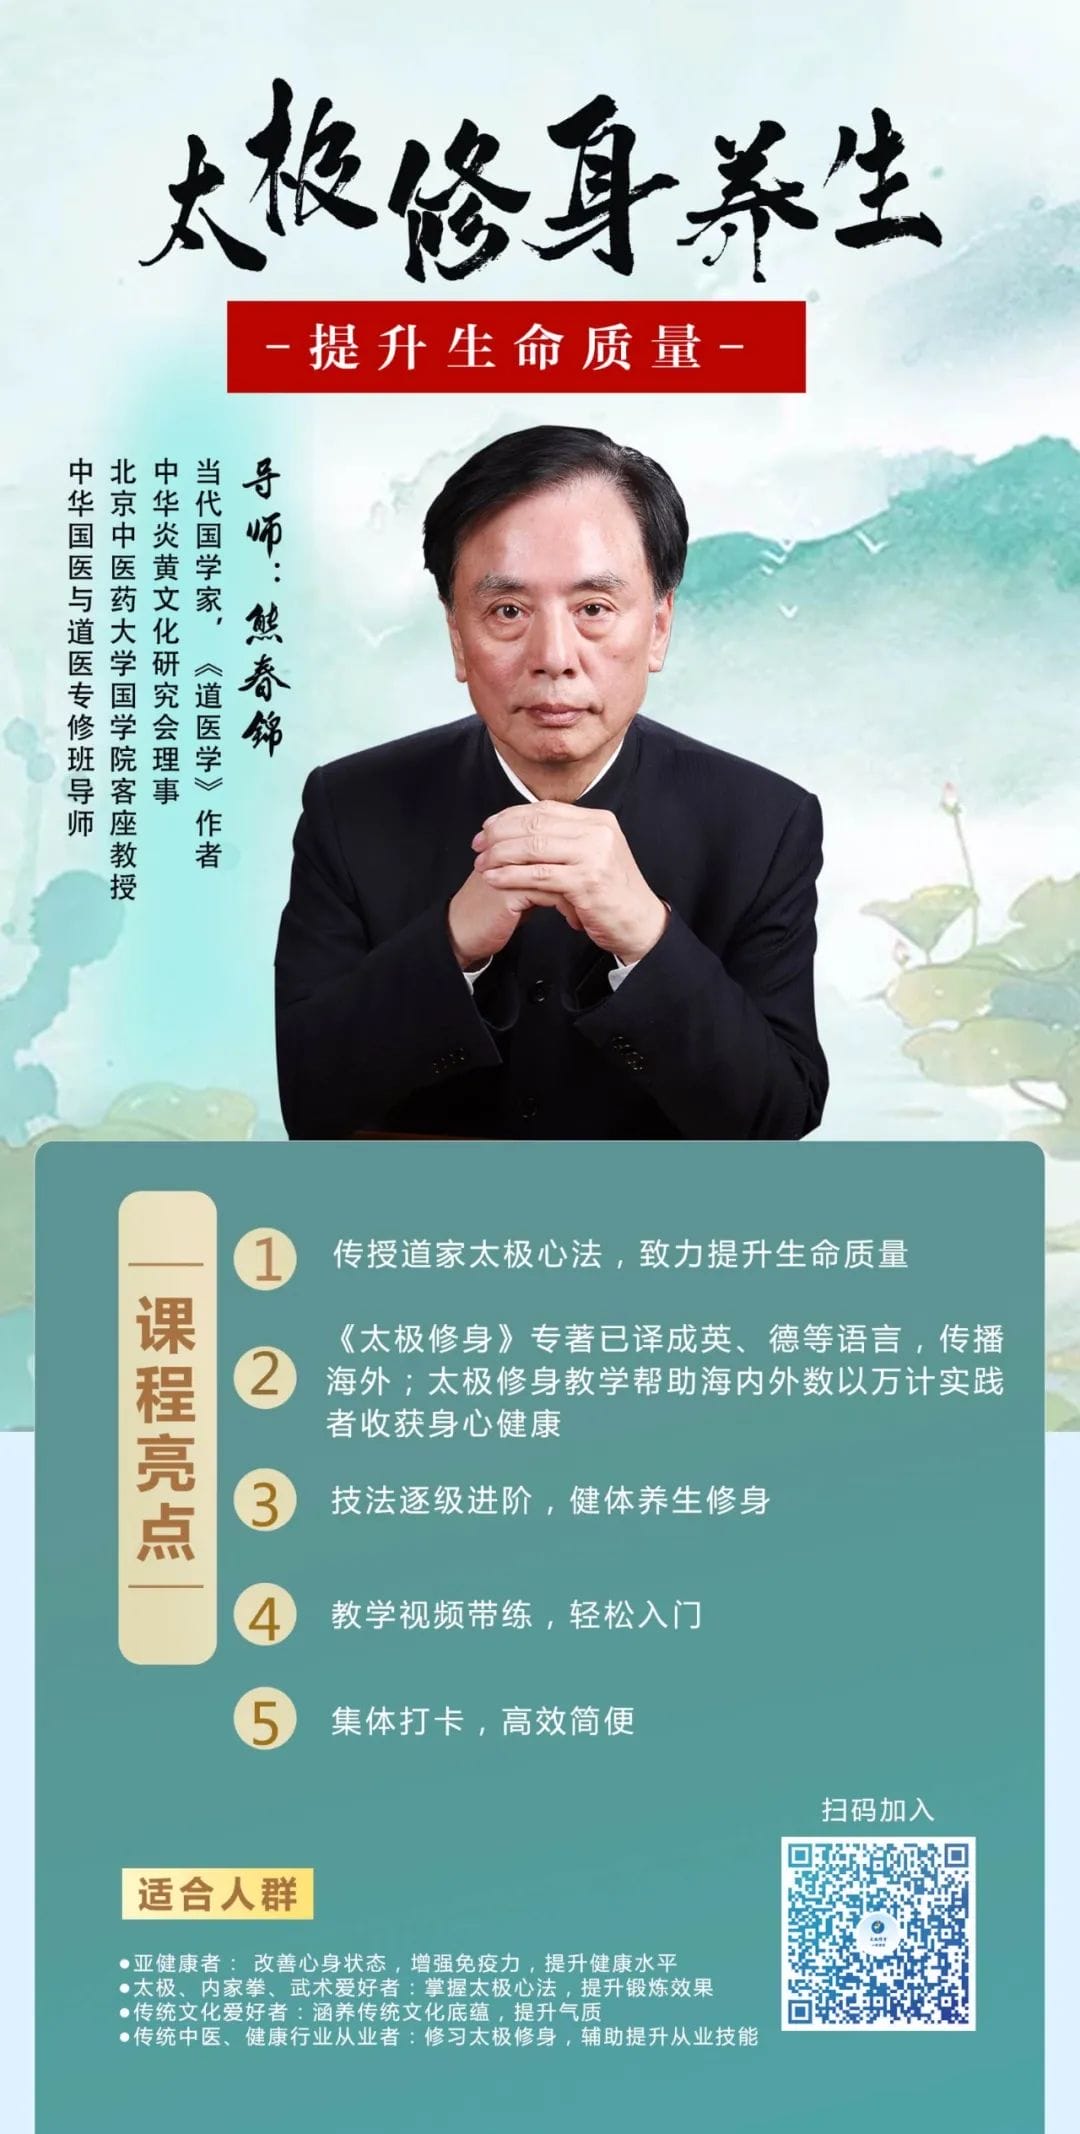 太极修身养生
-提升生命质量-
导师：熊春锦
当代国学家，《道医学》作者
中华炎黄文化研究会理事
北京中医药大学国学院客座教授
中华国医与道医专修班导师
课程亮点
1 传授道家太极心法，致力提升生命质量
2 《太极修身》专著已译成英、德等语言，传播
海外；太极修身教学帮助海内外数以万计实践
者收获身心健康
3 技法逐级进阶，健体养生修身
4 教学视频带练，轻松入门
5 集体打卡，高效简便
扫码加入
适合人群
●亚健康者： 改善心身状态，增强免疫力，提升健康水平
●太极、内家拳、武术爱好者：掌握太极心法，提升锻炼效果
●传统文化爱好者：涵养传统文化底蕴，提升气质
●传统中医、健康行业从业者：修习太极修身，辅助提升从业技能